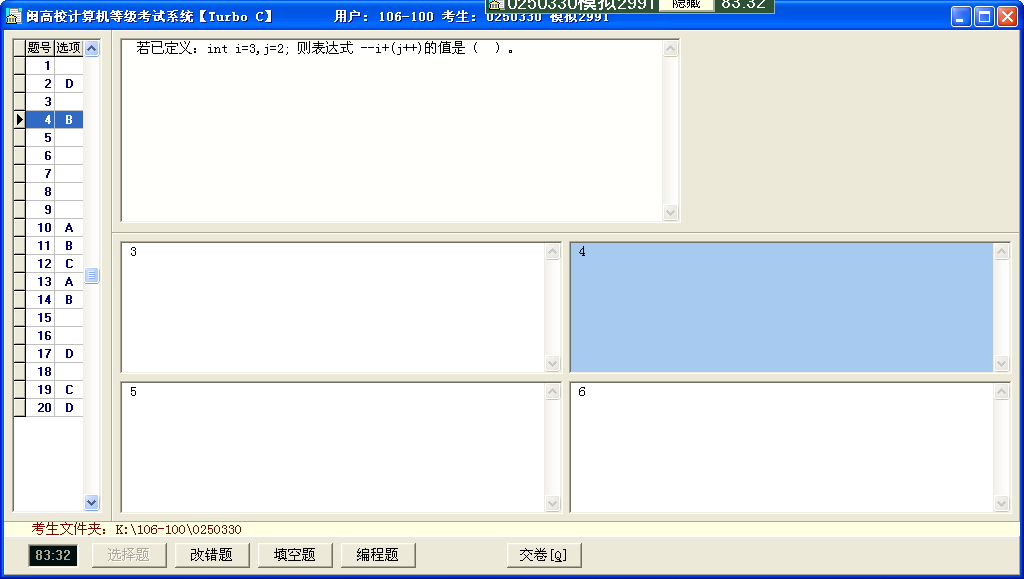 闽高校计算机等级考试系统【Turbo C】 用户: 106-100 考生: 0250330 模拟2991
0250330模拟2991 隐藏 83:32
题号 选项
1
2 D
3
4 B
5
6
7
8
9
10 A
11 B
12 C
13 A
14 B
15
16
17 D
18
19 C
20 D
若已定义: int i=3,j=2; 则表达式 --i+(j++)的值是 ( ) 。
3
4
5
6
考生文件夹: K:\106-100\0250330
83:32 选择题 改错题 填空题 编程题 交卷[Q]